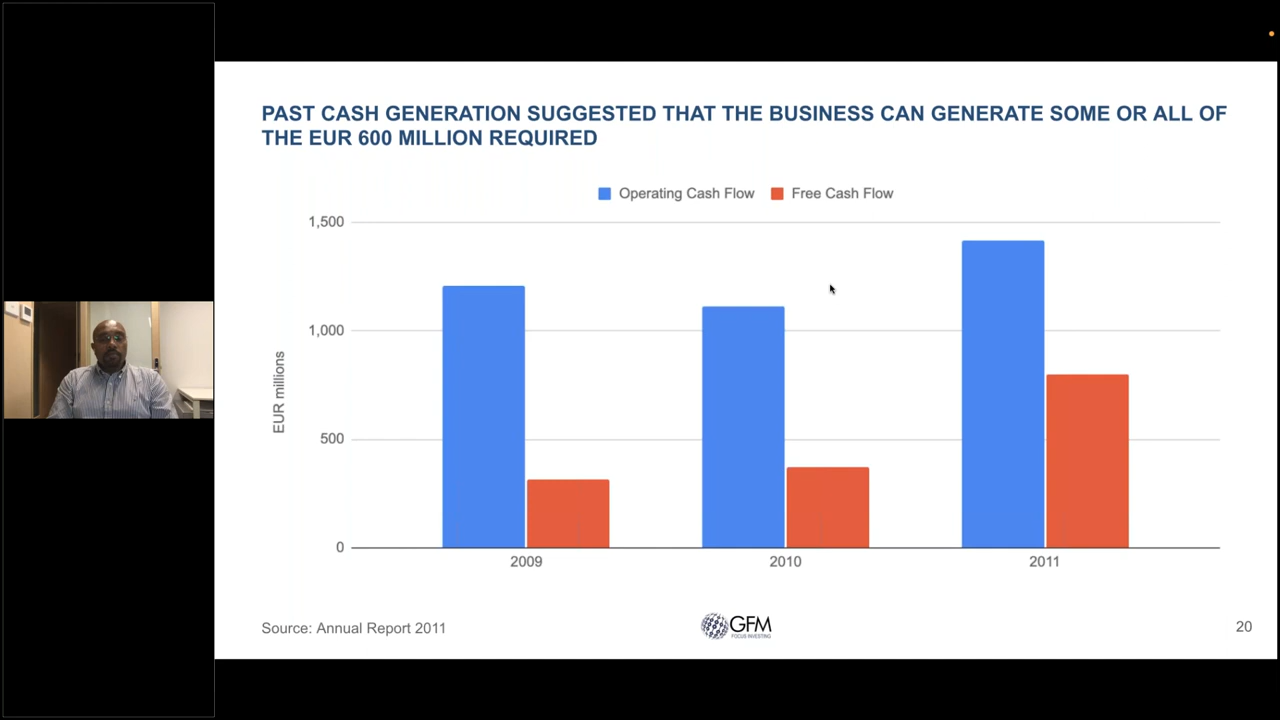 PAST CASH GENERATION SUGGESTED THAT THE BUSINESS CAN GENERATE SOME OR ALL OF
THE EUR 600 MILLION REQUIRED
Operating Cash Flow Free Cash Flow
1,500
1,000
500
0
EUR millions
2009 2010 2011
Source: Annual Report 2011
GFM
FOCUS INVESTING
20